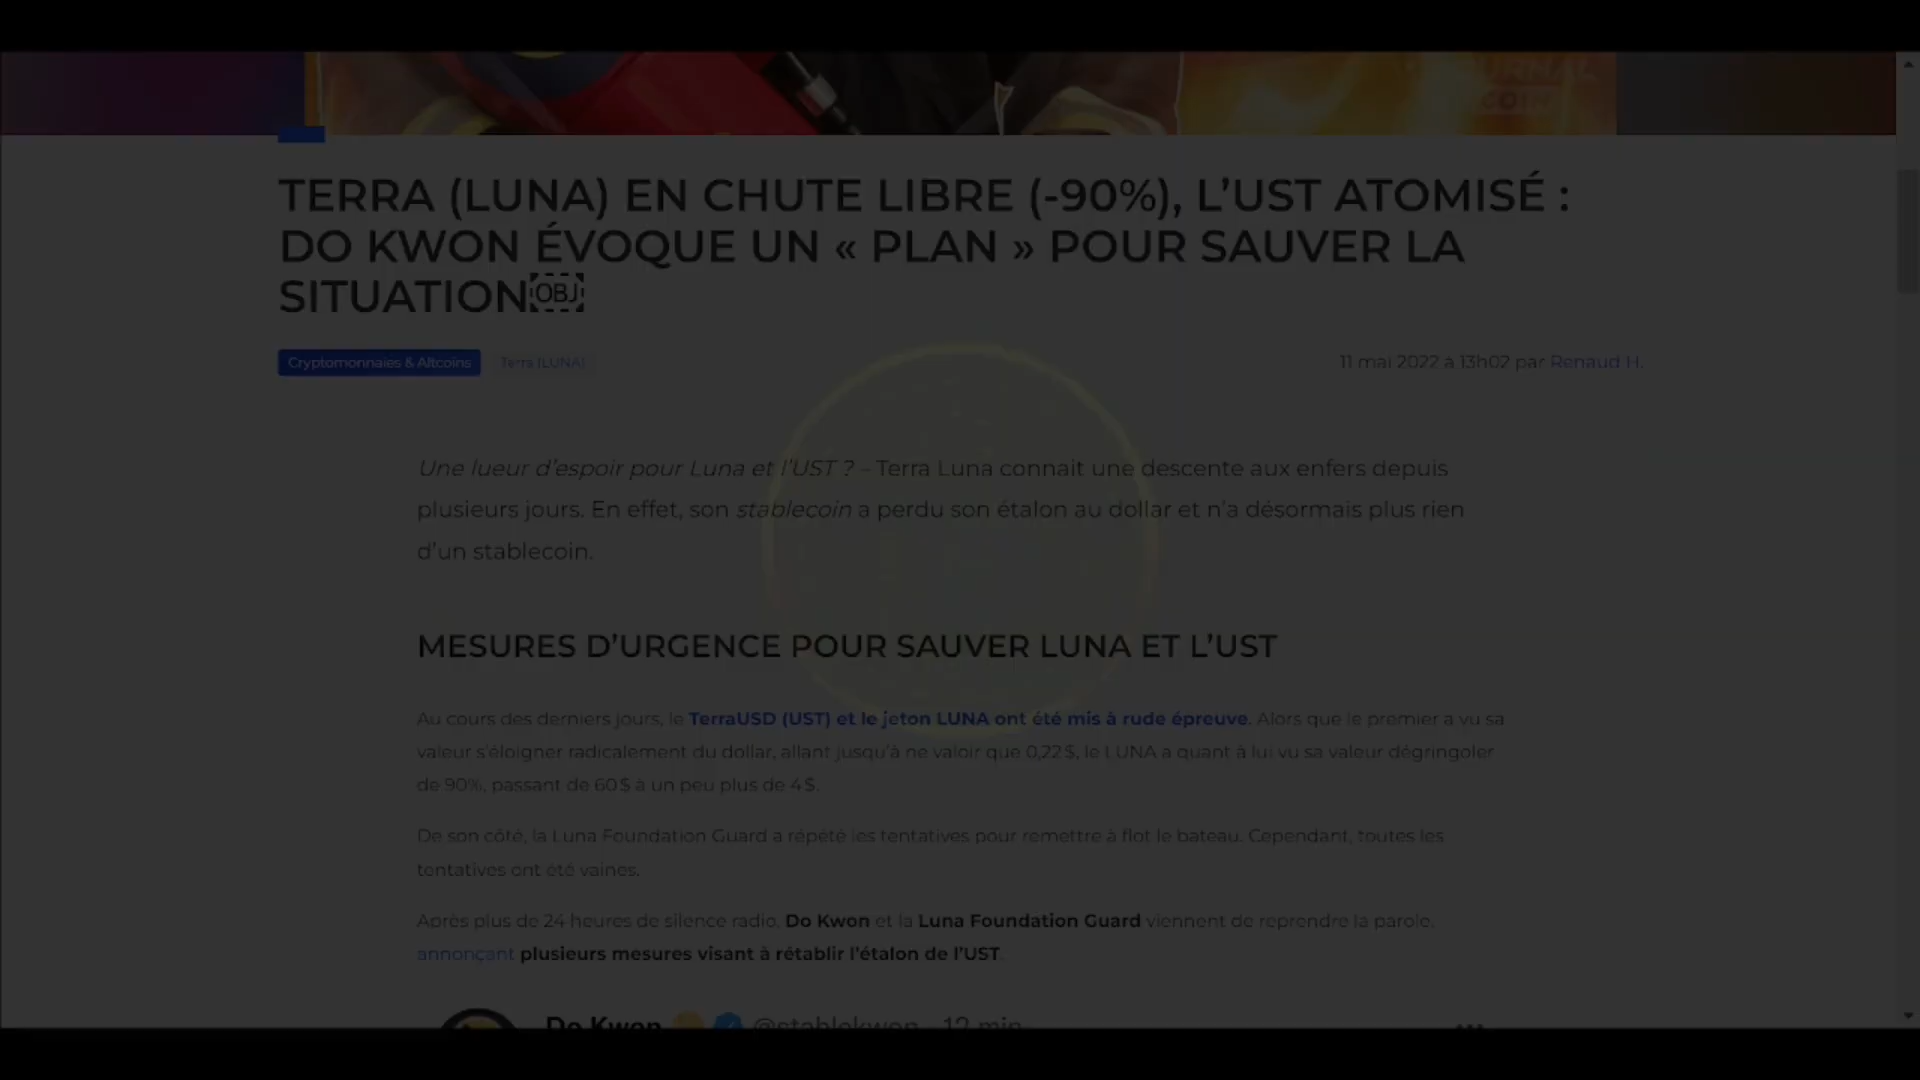 JOURNAL
COIN
TERRA (LUNA) EN CHUTE LIBRE (-90%), L’UST ATOMISÉ :
DO KWON ÉVOQUE UN « PLAN » POUR SAUVER LA
SITUATION￼
Cryptomonnaies & Altcoins Terra (LUNA) 11 mai 2022 à 13h02 par Renaud H.
Une lueur d’espoir pour Luna et l’UST ? – Terra Luna connait une descente aux enfers depuis
plusieurs jours. En effet, son stablecoin a perdu son étalon au dollar et n’a désormais plus rien
d’un stablecoin.
MESURES D’URGENCE POUR SAUVER LUNA ET L’UST
Au cours des derniers jours, le TerraUSD (UST) et le jeton LUNA ont été mis à rude épreuve. Alors que le premier a vu sa
valeur s’éloigner radicalement du dollar, allant jusqu’à ne valoir que 0,22$, le LUNA a quant à lui vu sa valeur dégringoler
de 90%, passant de 60$ à un peu plus de 4$.
De son côté, la Luna Foundation Guard a répété les tentatives pour remettre à flot le bateau. Cependant, toutes les
tentatives ont été vaines.
Après plus de 24 heures de silence radio, Do Kwon et la Luna Foundation Guard viennent de reprendre la parole,
annonçant plusieurs mesures visant à rétablir l’étalon de l’UST.
Do Kwon @stablekwon · 12 min